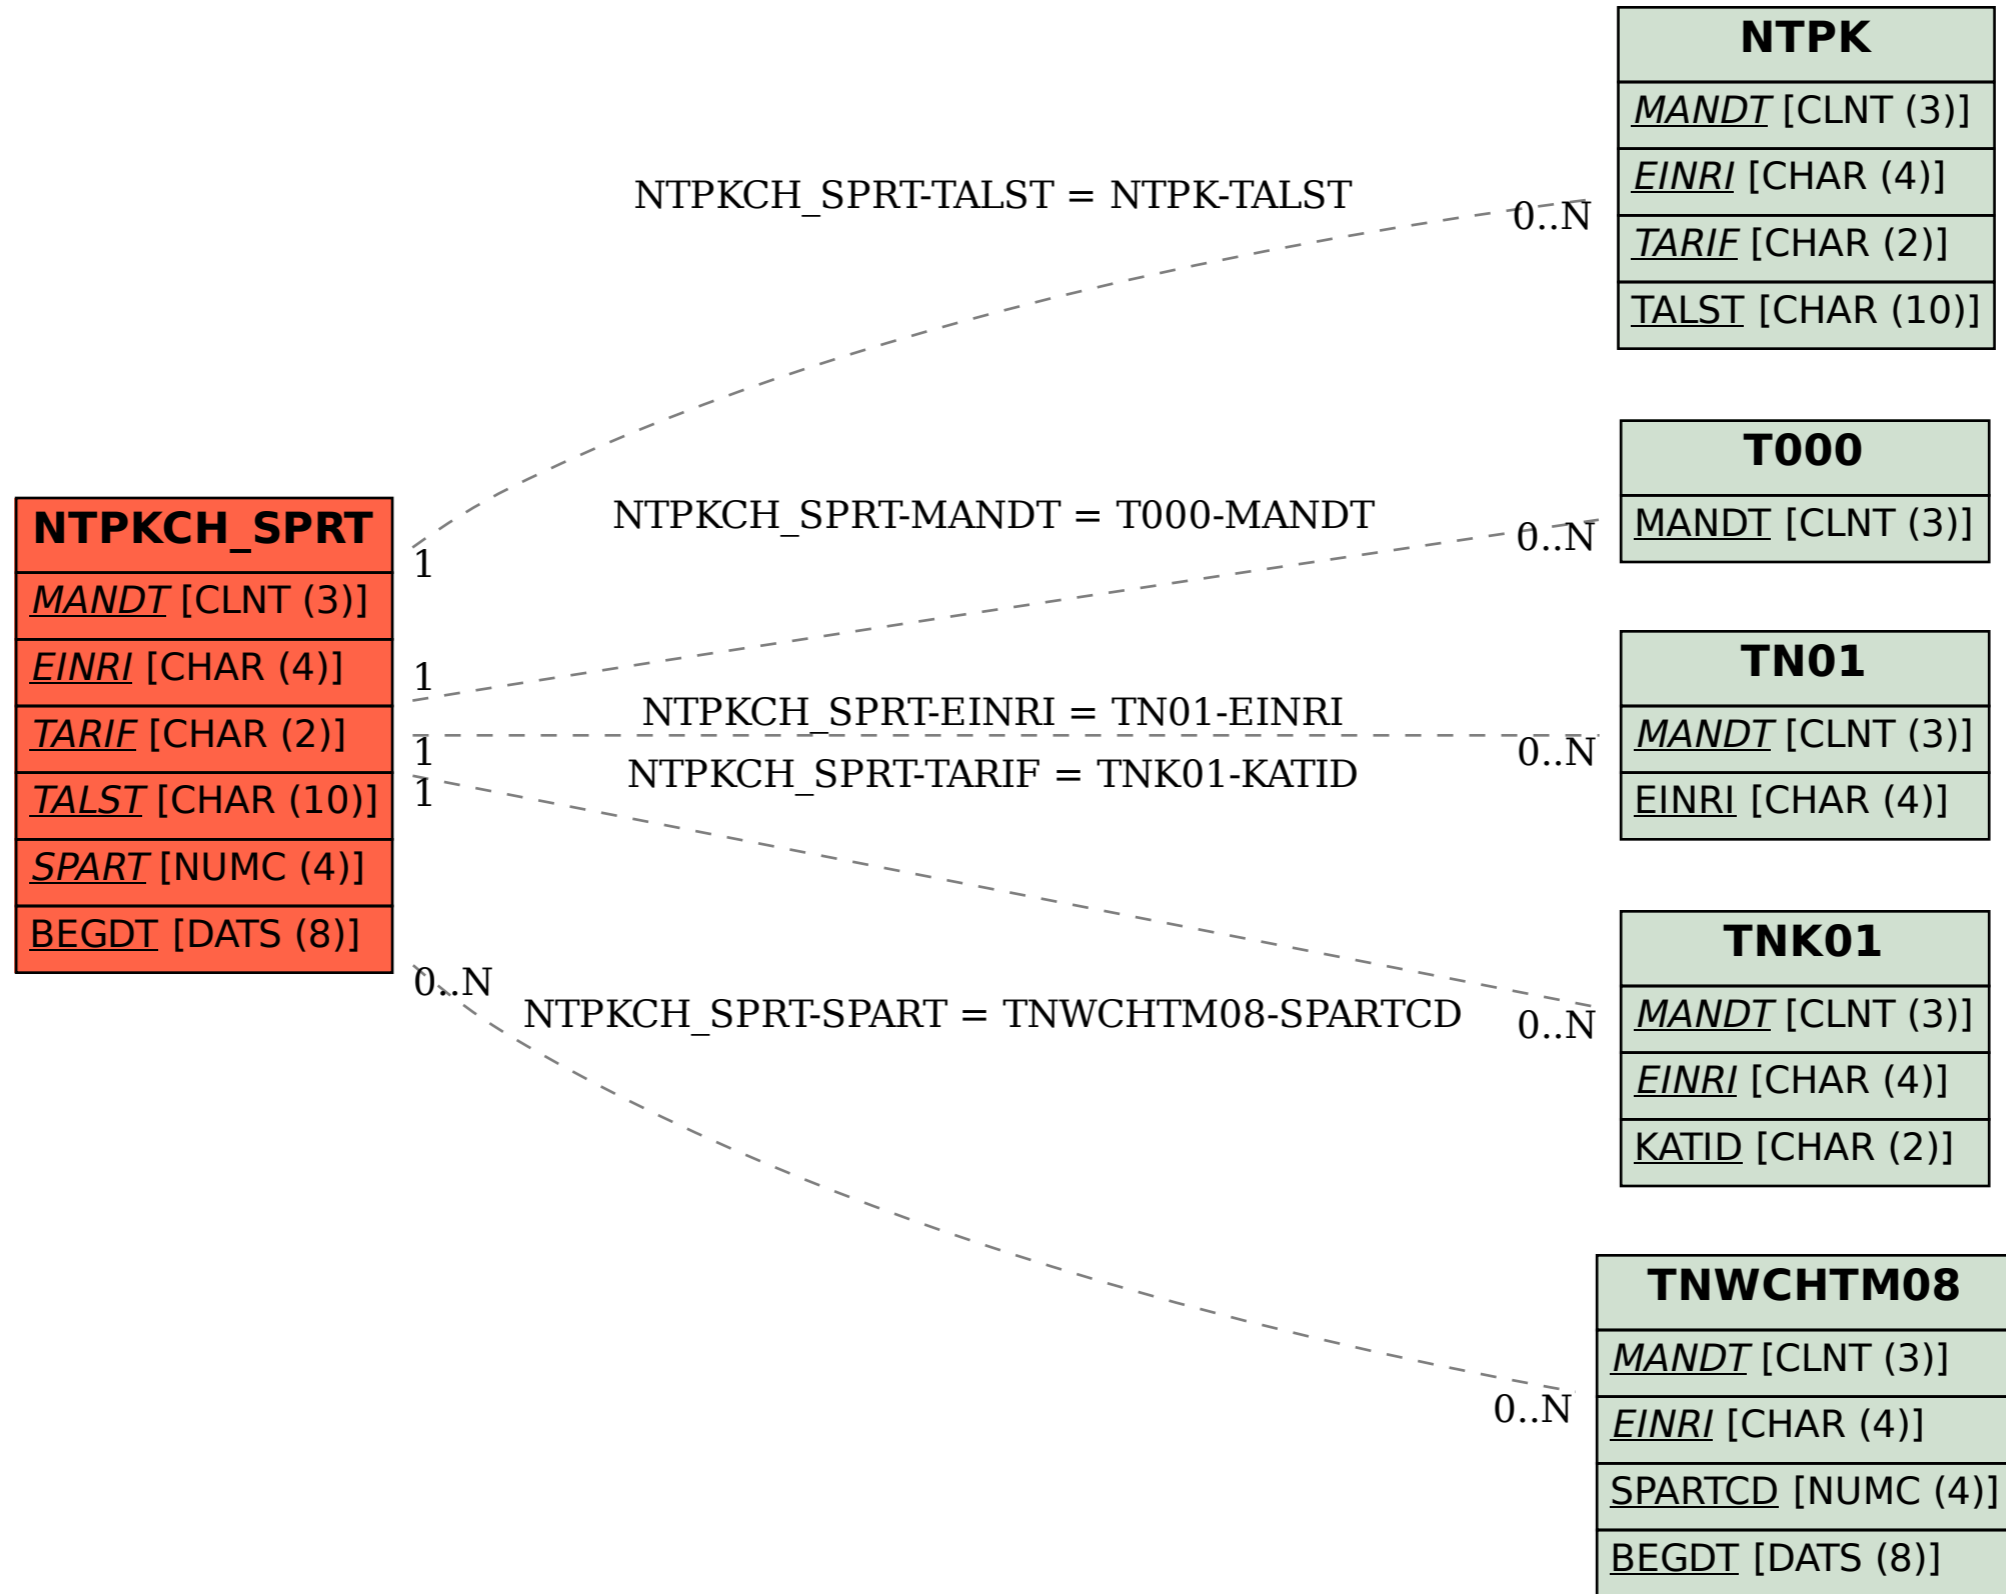 NTPKCH_SPRT
MANDT [CLNT (3)]
EINRI [CHAR (4)]
TARIF [CHAR (2)]
TALST [CHAR (10)]
SPART [NUMC (4)]
BEGDT [DATS (8)]
NTPKCH_SPRT-TALST = NTPK-TALST
1
0..N
NTPKCH_SPRT-MANDT = T000-MANDT
1
0..N
NTPKCH_SPRT-EINRI = TN01-EINRI
1
0..N
NTPKCH_SPRT-TARIF = TNK01-KATID
1
0..N
NTPKCH_SPRT-SPART = TNWCHTM08-SPARTCD
0..N
0..N
NTPK
MANDT [CLNT (3)]
EINRI [CHAR (4)]
TARIF [CHAR (2)]
TALST [CHAR (10)]
T000
MANDT [CLNT (3)]
TN01
MANDT [CLNT (3)]
EINRI [CHAR (4)]
TNK01
MANDT [CLNT (3)]
EINRI [CHAR (4)]
KATID [CHAR (2)]
TNWCHTM08
MANDT [CLNT (3)]
EINRI [CHAR (4)]
SPARTCD [NUMC (4)]
BEGDT [DATS (8)]